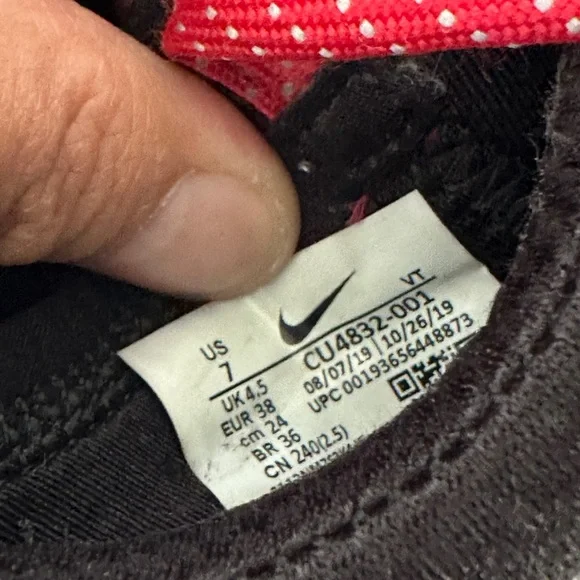 VT
US
7
CU4832-001
UK 4.5
08/07/19 | 10/26/19
EUR 38
UPC 00193656448873
cm 24
BR 36
CN 240(2.5)